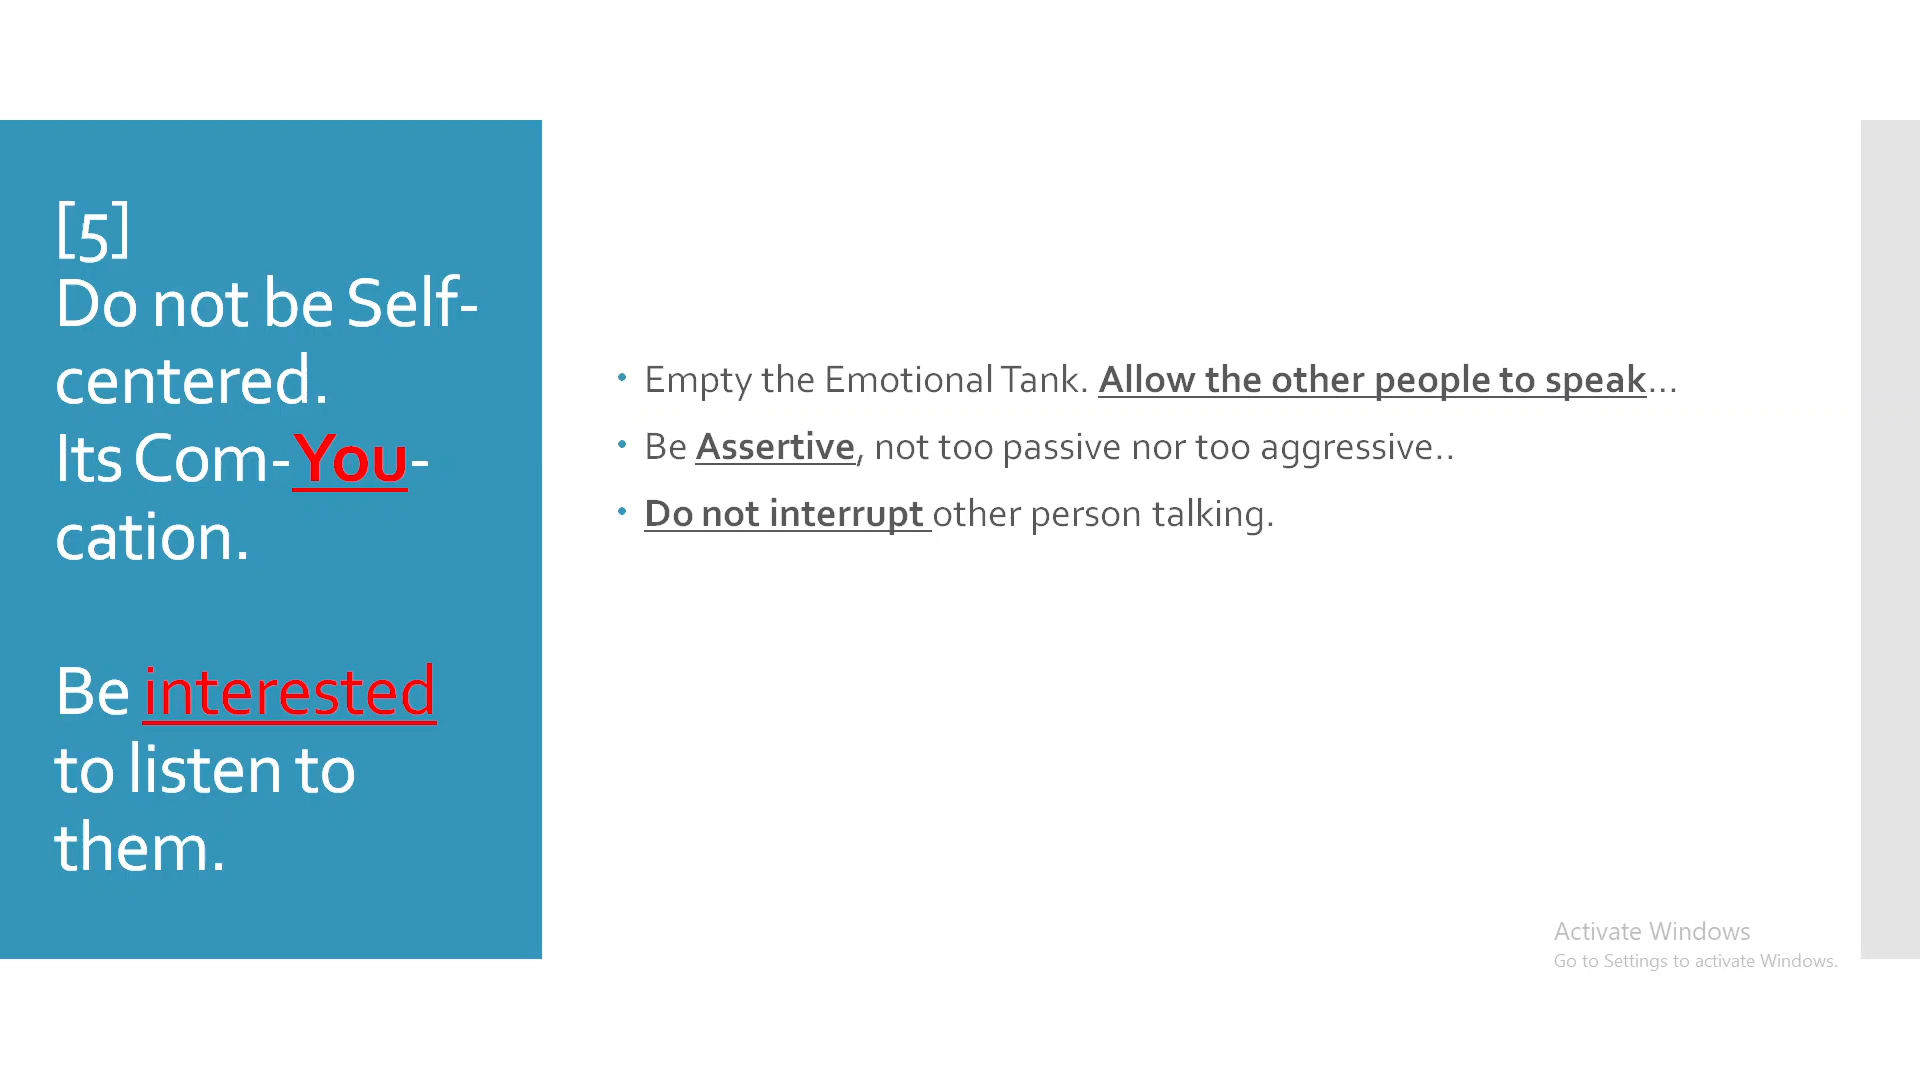 [5]
Do not be Self-
centered.
Its Com-You-
cation.
Be interested
to listen to
them.
• Empty the Emotional Tank. Allow the other people to speak...
• Be Assertive, not too passive nor too aggressive..
• Do not interrupt other person talking.
Activate Windows
Go to Settings to activate Windows.